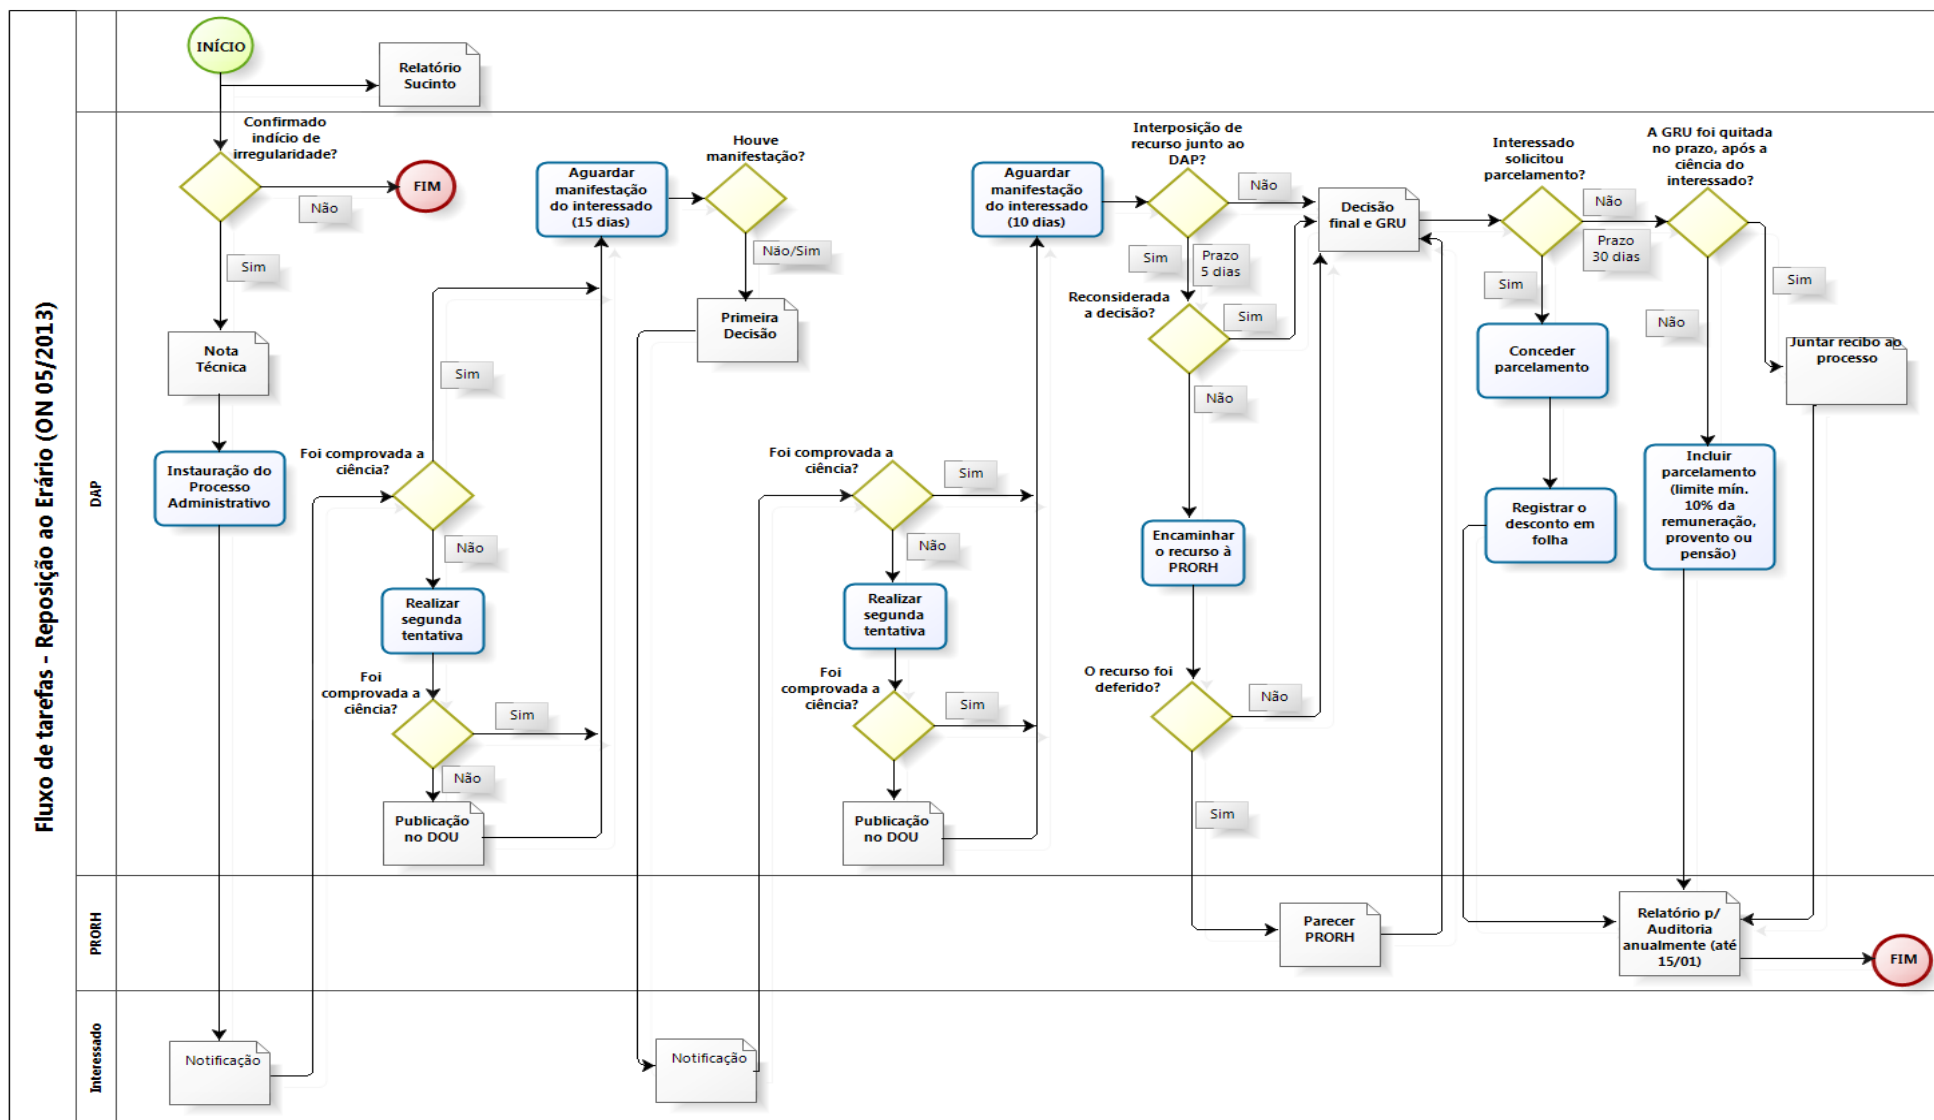 Fluxo de tarefas - Reposição ao Erário (ON 05/2013)
INÍCIO
Relatório
Sucinto
DAP
Confirmado
indício de
irregularidade?
Não
FIM
Sim
Nota
Técnica
Instauração do
Processo
Administrativo
Foi comprovada a
ciência?
Sim
Não
Realizar
segunda
tentativa
Foi
comprovada a
ciência?
Sim
Não
Publicação
no DOU
Aguardar
manifestação
do interessado
(15 dias)
Houve
manifestação?
Não/Sim
Primeira
Decisão
Foi comprovada a
ciência?
Sim
Não
Realizar
segunda
tentativa
Foi
comprovada a
ciência?
Sim
Publicação
no DOU
Aguardar
manifestação
do interessado
(10 dias)
Interposição de
recurso junto ao
DAP?
Não
Sim
Prazo
5 dias
Reconsiderada
a decisão?
Sim
Não
Encaminhar
o recurso à
PRORH
O recurso foi
deferido?
Não
Sim
Decisão
final e GRU
Interessado
solicitou
parcelamento?
Não
Prazo
30 dias
Sim
Conceder
parcelamento
Registrar o
desconto em
folha
A GRU foi quitada
no prazo, após a
ciência do
interessado?
Sim
Não
Juntar recibo ao
processo
Incluir
parcelamento
(limite mín.
10% da
remuneração,
provento ou
pensão)
PRORH
Parecer
PRORH
Relatório p/
Auditoria
anualmente (até
15/01)
FIM
Interessado
Notificação
Notificação